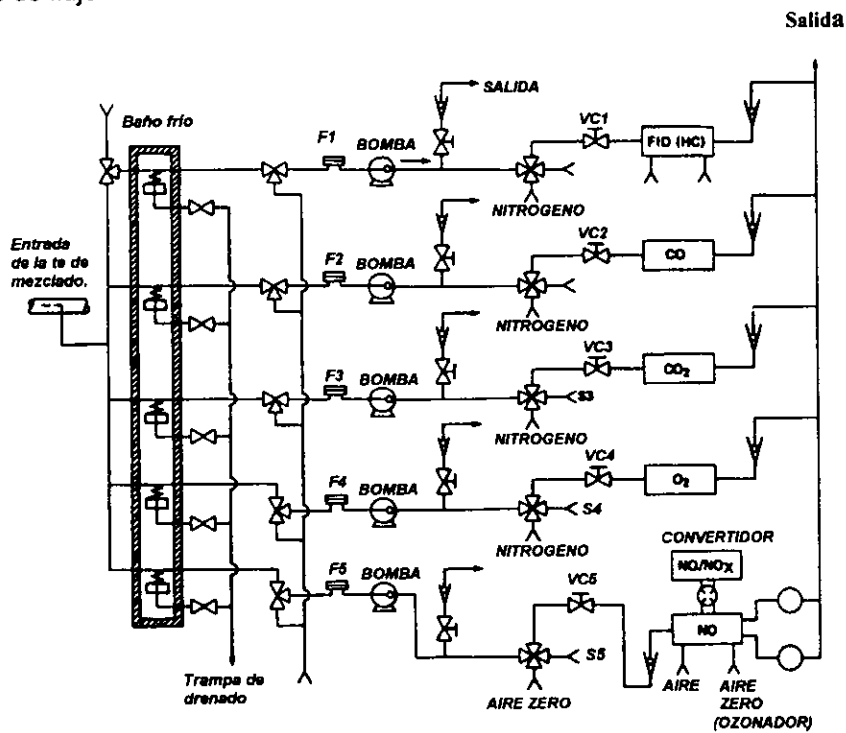 Salida
SALIDA
Baño frío
F1
BOMBA
VC1
FID (HC)
NITROGENO
Entrada
de la te de
mezclado.
F2
BOMBA
VC2
CO
NITROGENO
F3
BOMBA
VC3
CO₂
S3
NITROGENO
F4
BOMBA
VC4
O₂
S4
NITROGENO
CONVERTIDOR
NO/NOX
F5
BOMBA
VC5
NO
S5
Trampa de
drenado
AIRE ZERO
AIRE
AIRE
ZERO
(OZONADOR)